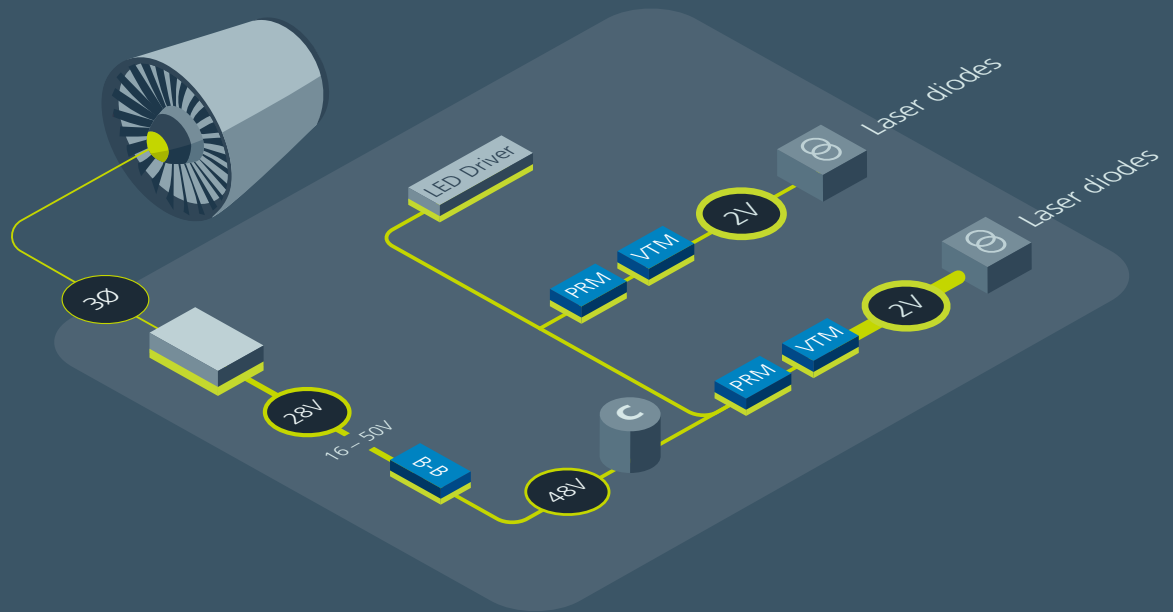 Laser diodes
LED Driver
2V
Laser diodes
VTM
PRM
3Ø
2V
VTM
PRM
28V
C
16 – 50V
B-B
48V